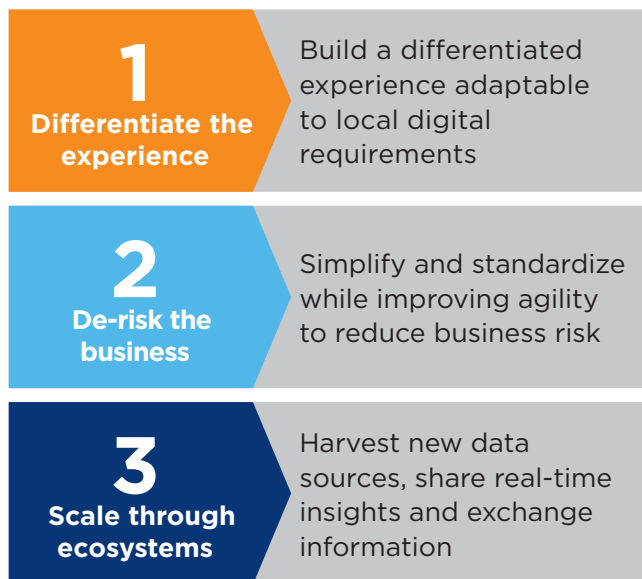 1
Differentiate the
experience
Build a differentiated
experience adaptable
to local digital
requirements
2
De-risk the
business
Simplify and standardize
while improving agility
to reduce business risk
3
Scale through
ecosystems
Harvest new data
sources, share real-time
insights and exchange
information